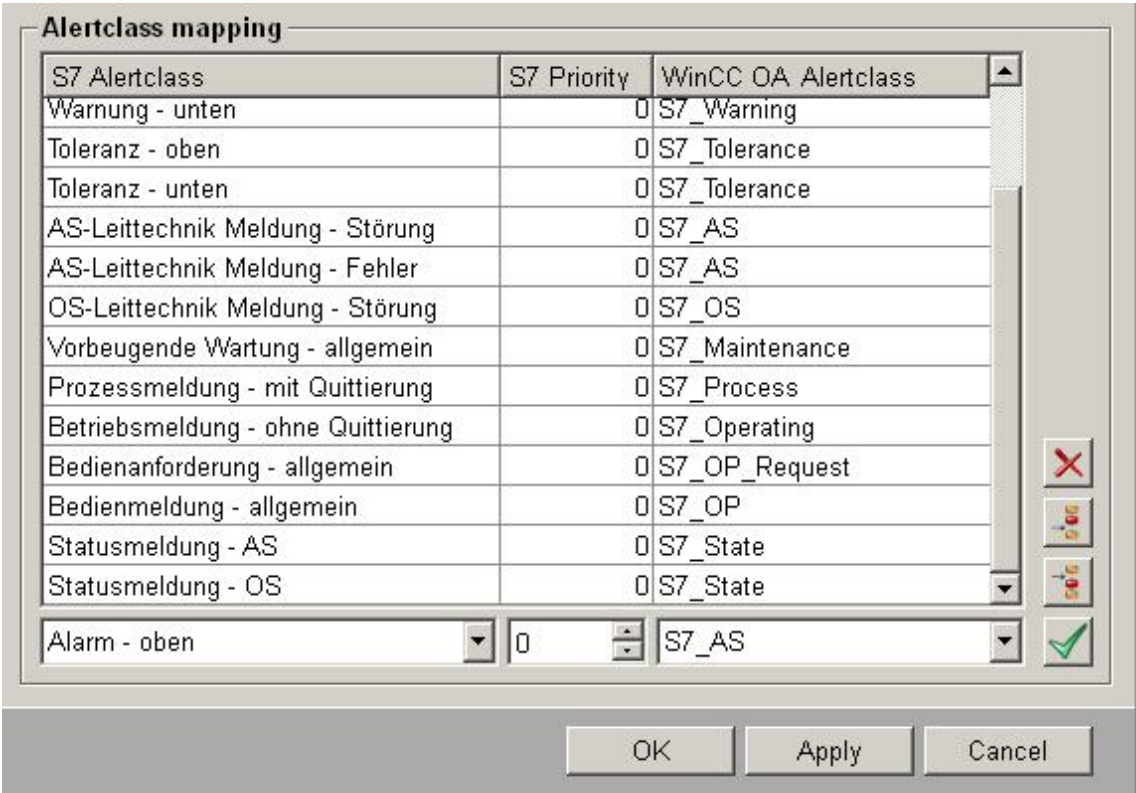 Alertclass mapping
S7 Alertclass S7 Priority WinCC OA Alertclass
Warnung - unten 0 S7_Warning
Toleranz - oben 0 S7_Tolerance
Toleranz - unten 0 S7_Tolerance
AS-Leittechnik Meldung - Störung 0 S7_AS
AS-Leittechnik Meldung - Fehler 0 S7_AS
OS-Leittechnik Meldung - Störung 0 S7_OS
Vorbeugende Wartung - allgemein 0 S7_Maintenance
Prozessmeldung - mit Quittierung 0 S7_Process
Betriebsmeldung - ohne Quittierung 0 S7_Operating
Bedienanforderung - allgemein 0 S7_OP_Request
Bedienmeldung - allgemein 0 S7_OP
Statusmeldung - AS 0 S7_State
Statusmeldung - OS 0 S7_State
Alarm - oben 0 S7_AS
OK Apply Cancel